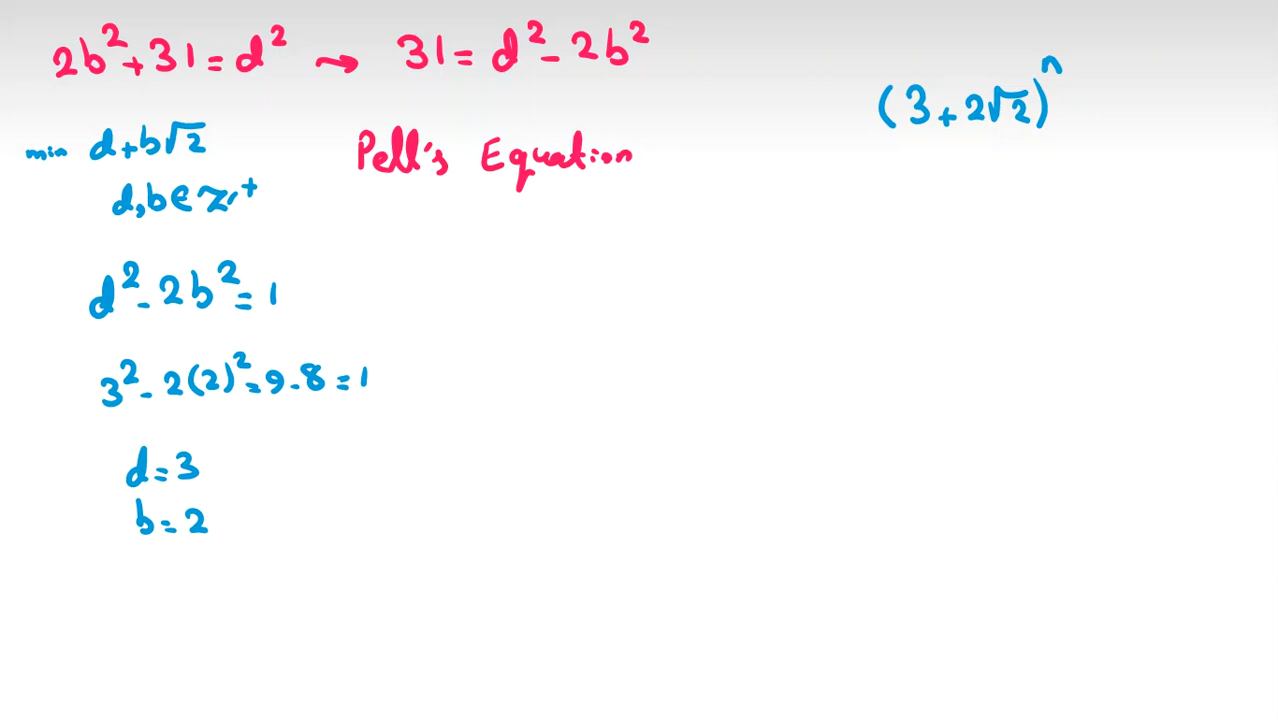 2b² + 31 = d² → 31 = d² - 2b²
min d + b√2
d, b ∈ ℤ⁺
Pell's Equation
d² - 2b² = 1
3² - 2(2)² = 9 - 8 = 1
d = 3
b = 2
(3 + 2√2)ⁿ